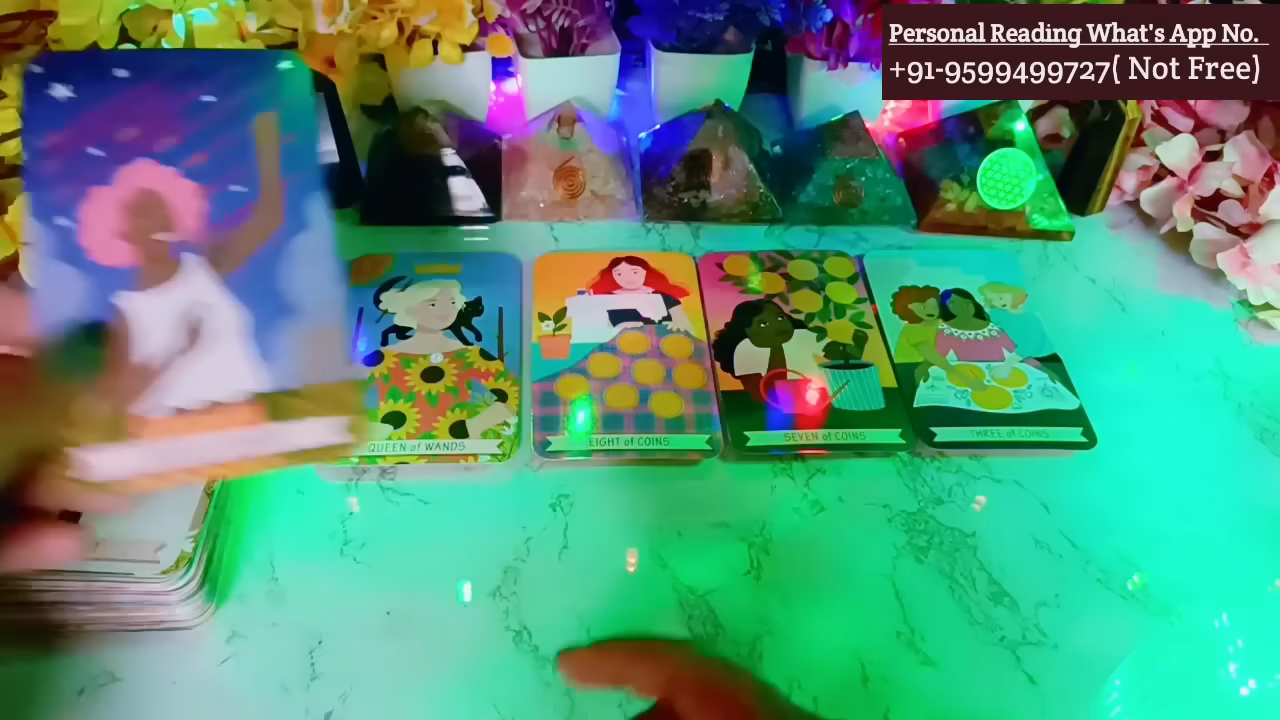 Personal Reading What's App No.
+91-9599499727( Not Free)
QUEEN of WANDS
EIGHT of COINS
SEVEN of COINS
THREE of COINS